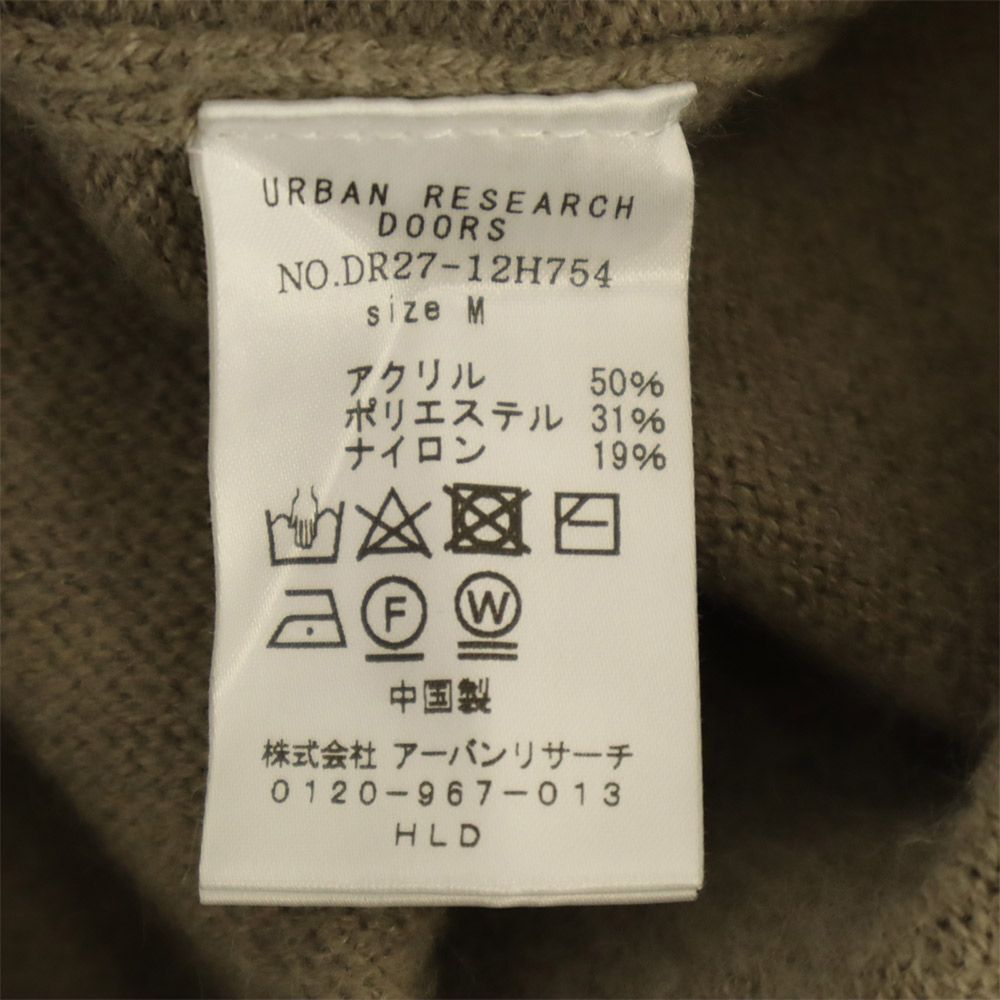 URBAN RESEARCH
DOORS
NO.DR27-12H754
size M
アクリル 50%
ポリエステル 31%
ナイロン 19%
F W
中国製
株式会社 アーバンリサーチ
0120-967-013
HLD